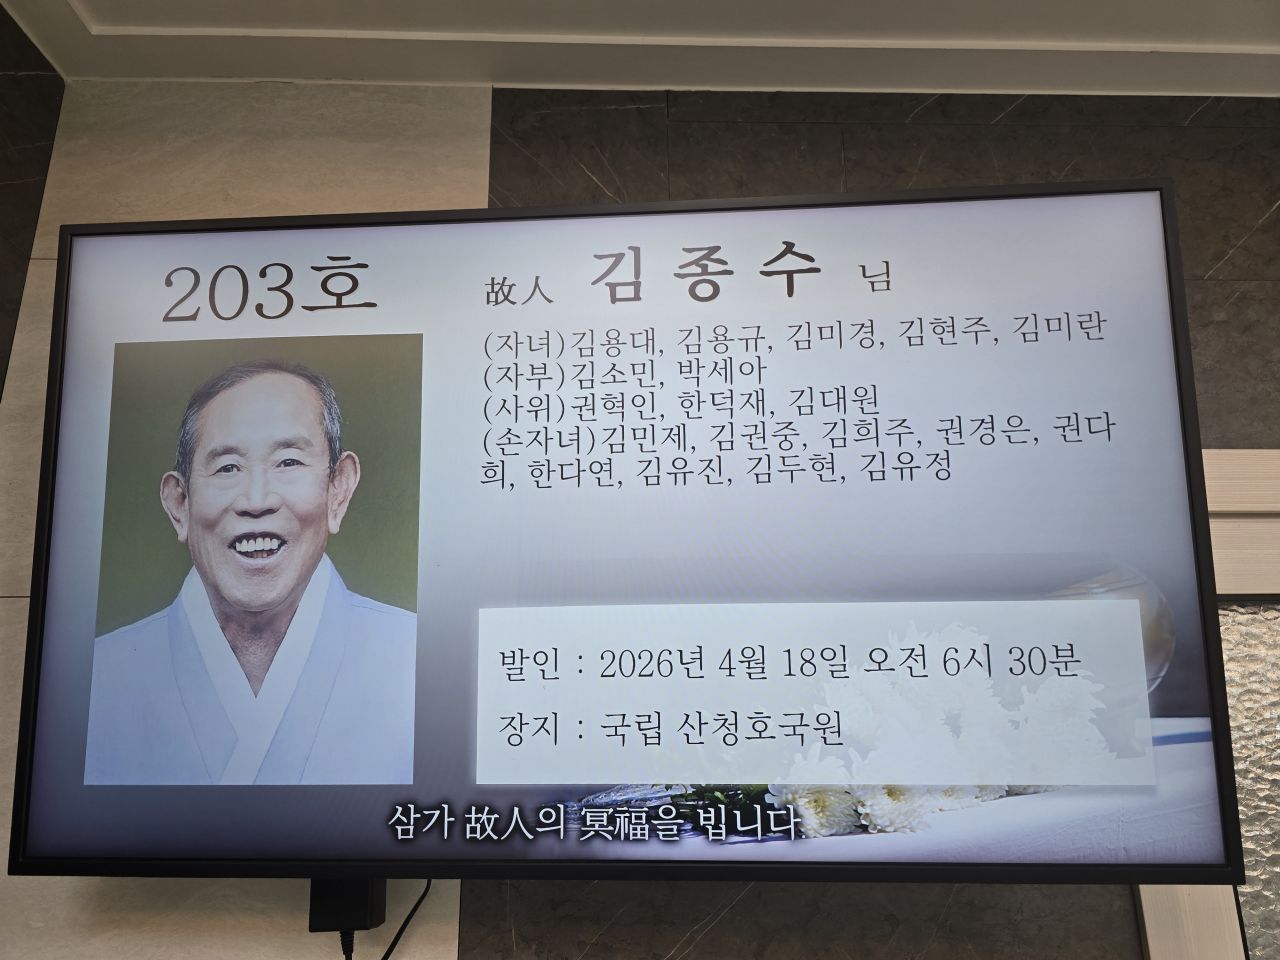 203호
故人 김종수 님
(자녀)김용대, 김용규, 김미경, 김현주, 김미란
(자부)김소민, 박세아
(사위)권혁인, 한덕재, 김대원
(손자녀)김민제, 김권중, 김희주, 권경은, 권다
희, 한다연, 김유진, 김두현, 김유정
발인 : 2026년 4월 18일 오전 6시 30분
장지 : 국립 산청호국원
삼가 故人의 冥福을 빕니다.